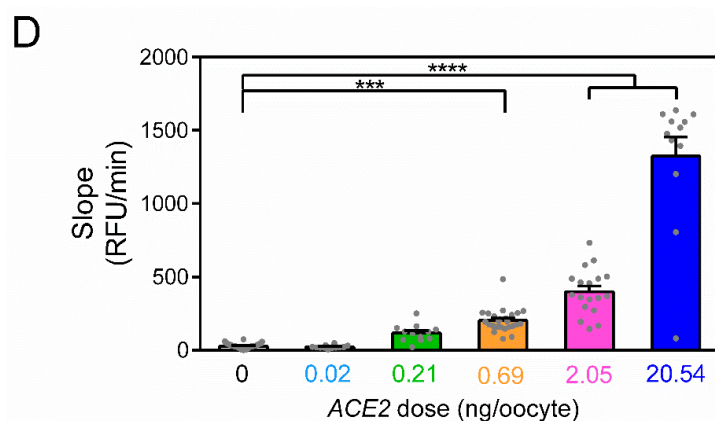 D
2000
1500
1000
500
0
Slope
(RFU/min)
****
***
0 0.02 0.21 0.69 2.05 20.54
ACE2 dose (ng/oocyte)